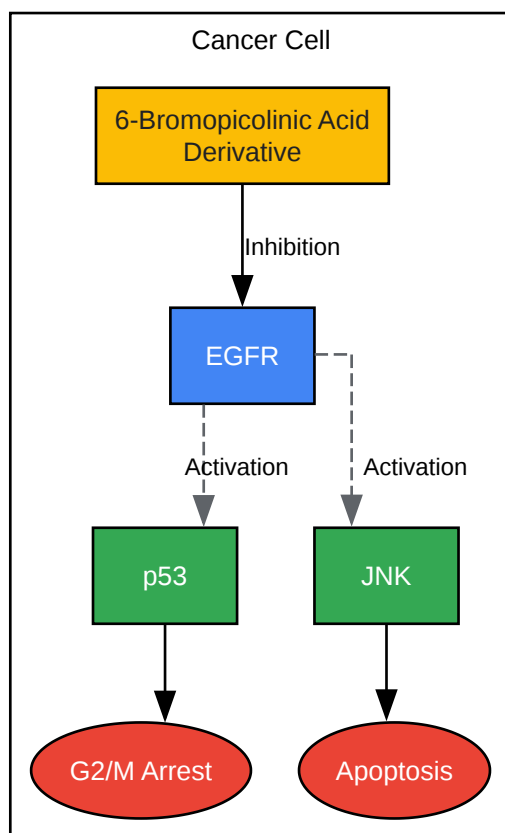 Cancer Cell
6-Bromopicolinic Acid
Derivative
Inhibition
EGFR
Activation
Activation
p53
JNK
G2/M Arrest
Apoptosis